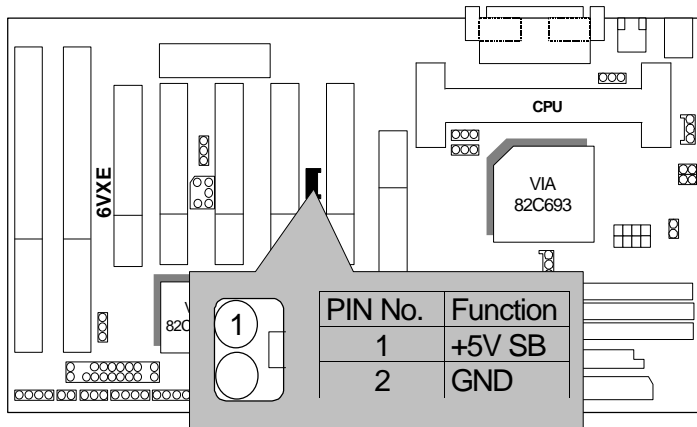 CPU
6VXE
VIA
82C693
1
PIN No. Function
1 +5V SB
2 GND